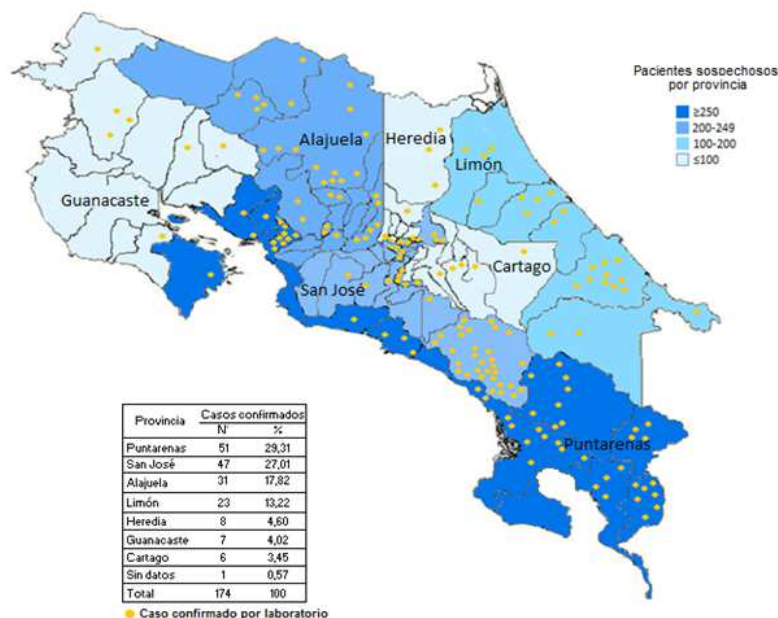 Pacientes sospechosos
por provincia
≥250
200-249
100-200
≤100
Alajuela
Heredia
Limón
Guanacaste
Cartago
San José
Puntarenas
Provincia Casos confirmados
N° %
Puntarenas 51 29,31
San José 47 27,01
Alajuela 31 17,82
Limón 23 13,22
Heredia 8 4,60
Guanacaste 7 4,02
Cartago 6 3,45
Sin datos 1 0,57
Total 174 100
Caso confirmado por laboratorio